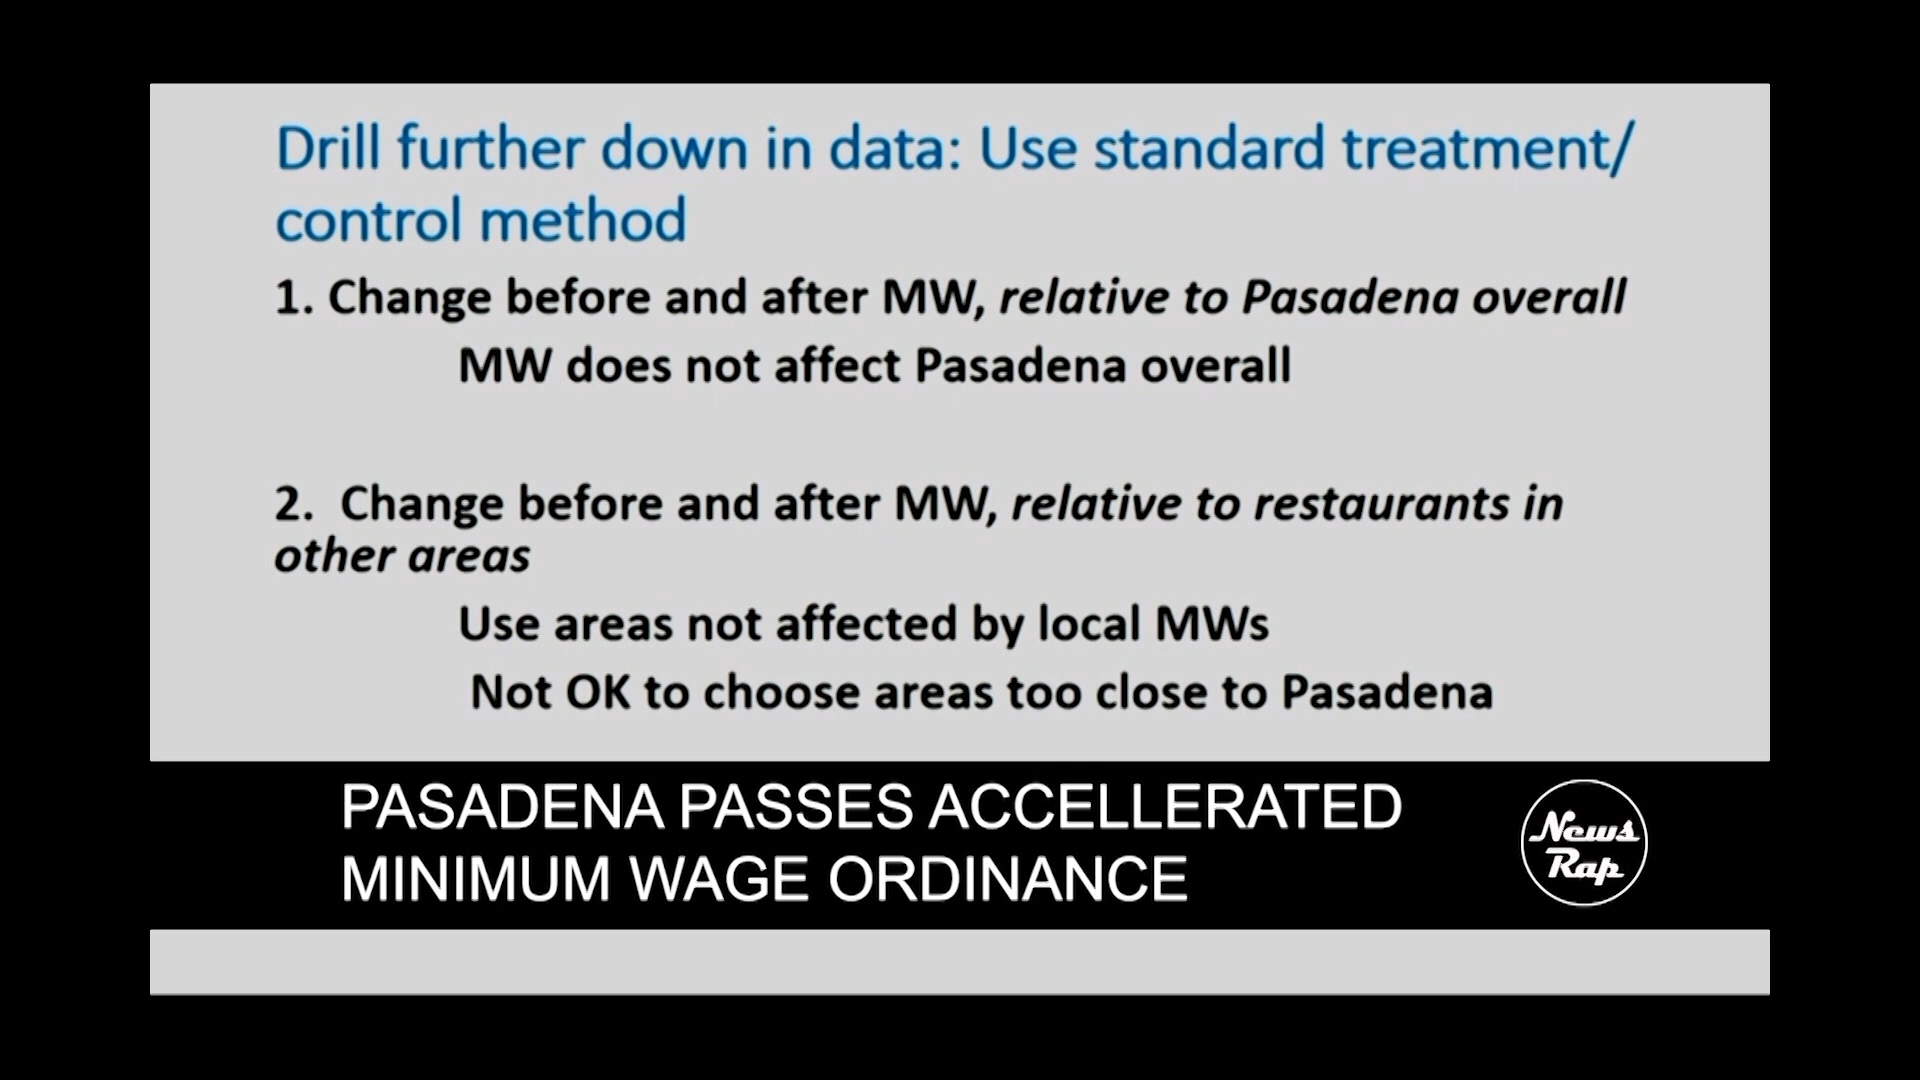 Drill further down in data: Use standard treatment/
control method
1. Change before and after MW, relative to Pasadena overall
MW does not affect Pasadena overall
2. Change before and after MW, relative to restaurants in
other areas
Use areas not affected by local MWs
Not OK to choose areas too close to Pasadena
PASADENA PASSES ACCELLERATED
MINIMUM WAGE ORDINANCE
News
Rap